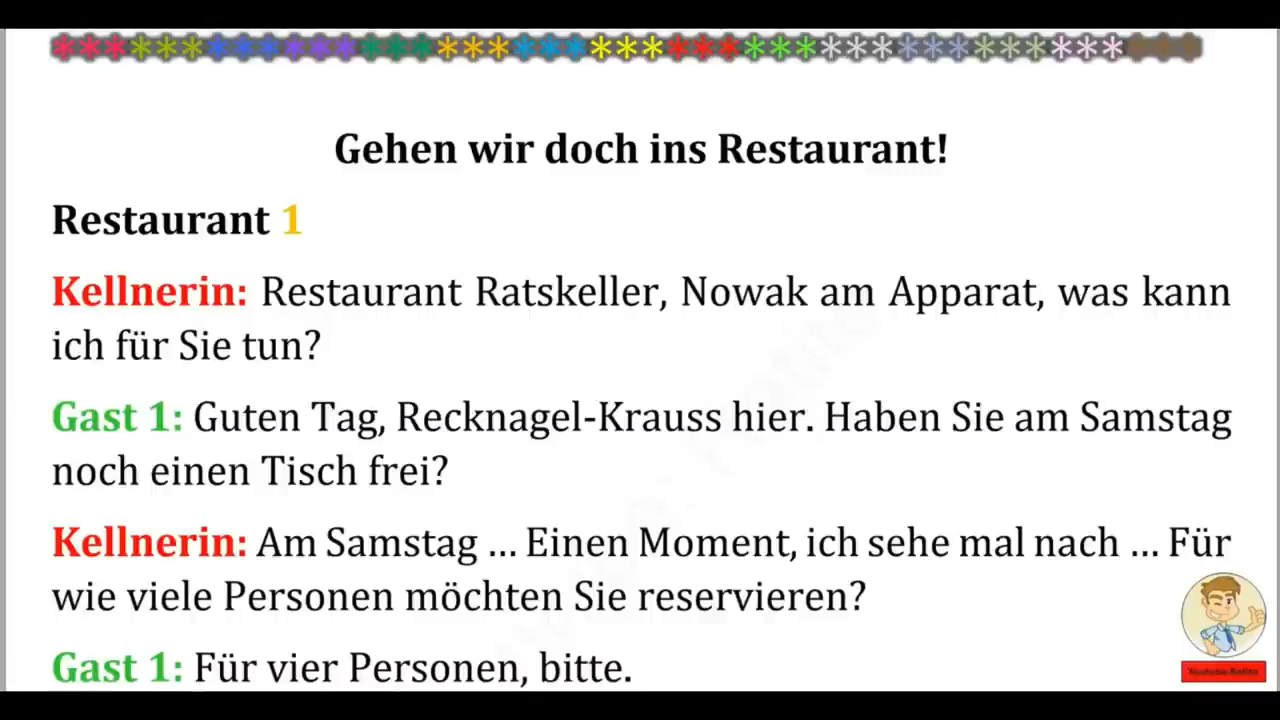 Gehen wir doch ins Restaurant!
Restaurant 1
Kellnerin: Restaurant Ratskeller, Nowak am Apparat, was kann
ich für Sie tun?
Gast 1: Guten Tag, Recknagel-Krauss hier. Haben Sie am Samstag
noch einen Tisch frei?
Kellnerin: Am Samstag ... Einen Moment, ich sehe mal nach ... Für
wie viele Personen möchten Sie reservieren?
Gast 1: Für vier Personen, bitte.